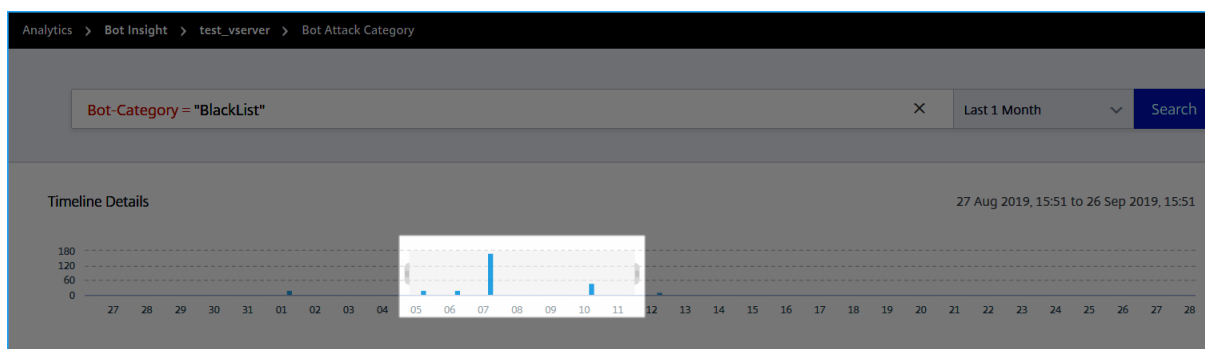 Analytics > Bot Insight > test_vserver > Bot Attack Category
Bot-Category = "BlackList" × Last 1 Month Search
Timeline Details 27 Aug 2019, 15:51 to 26 Sep 2019, 15:51
180
120
60
0
27 28 29 30 31 01 02 03 04 05 06 07 08 09 10 11 12 13 14 15 16 17 18 19 20 21 22 23 24 25 26 27 28